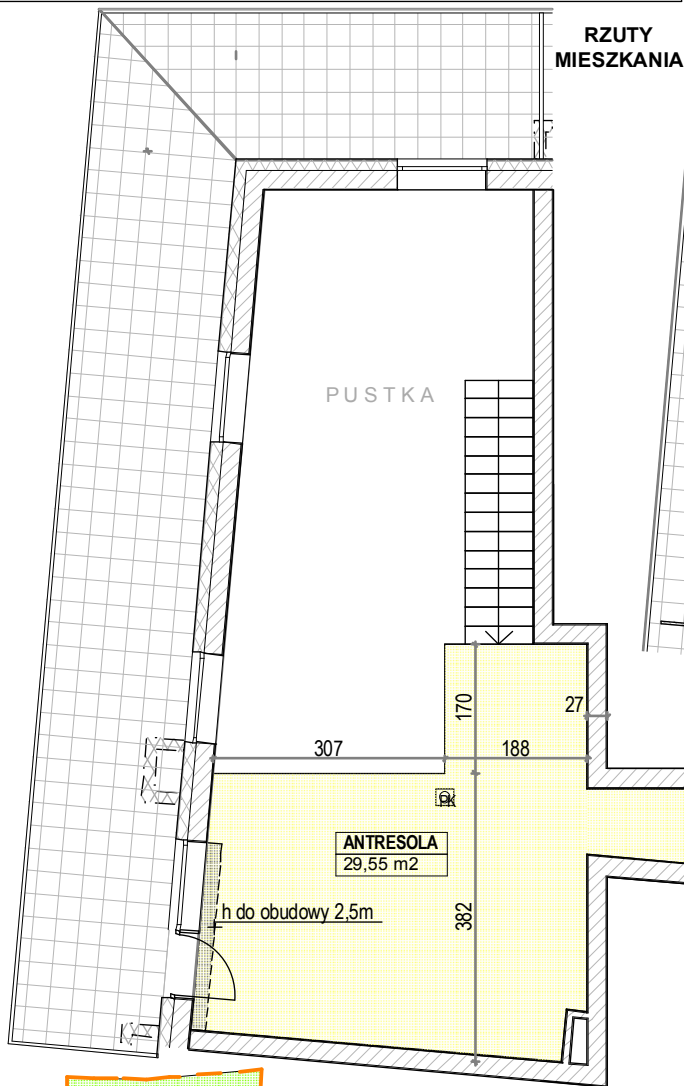 RZUTY
MIESZKANIA
PUSTKA
170
27
307
188
PK
ANTRESOLA
29,55 m2
h do obudowy 2,5m
382